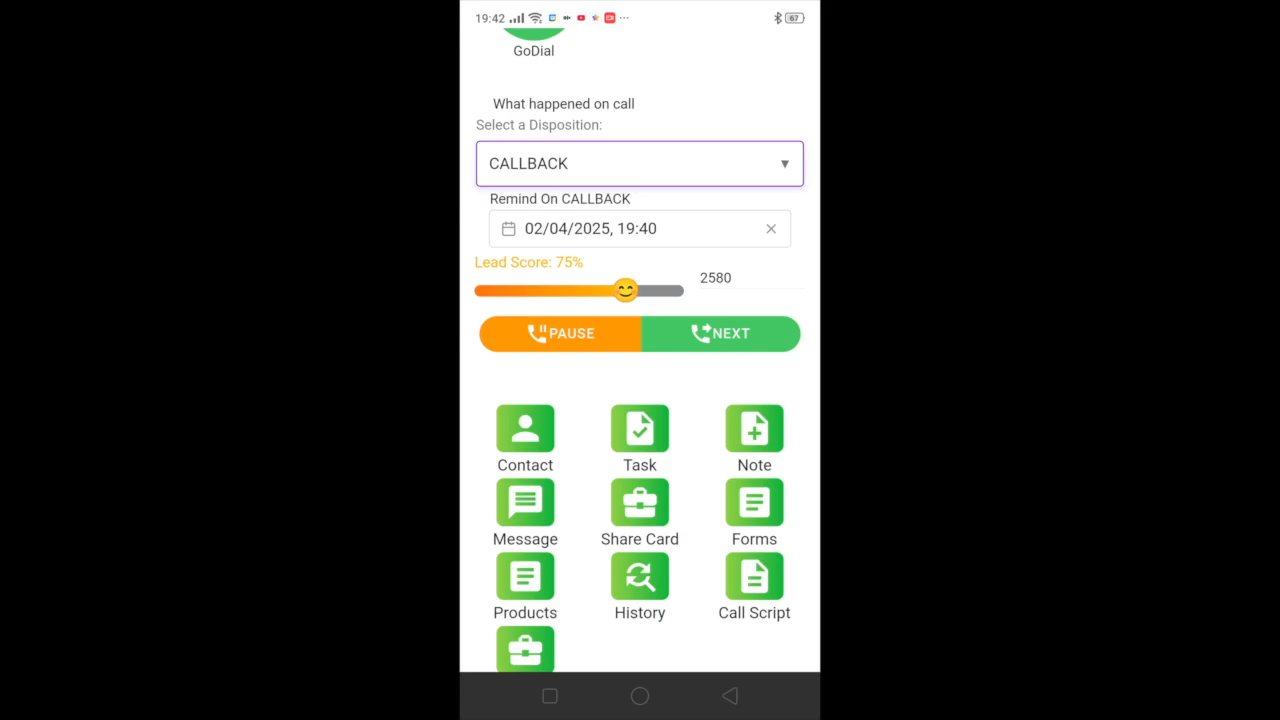 19:42
67
GoDial
What happened on call
Select a Disposition:
CALLBACK
Remind On CALLBACK
02/04/2025, 19:40
Lead Score: 75%
2580
PAUSE NEXT
Contact Task Note
Message Share Card Forms
Products History Call Script